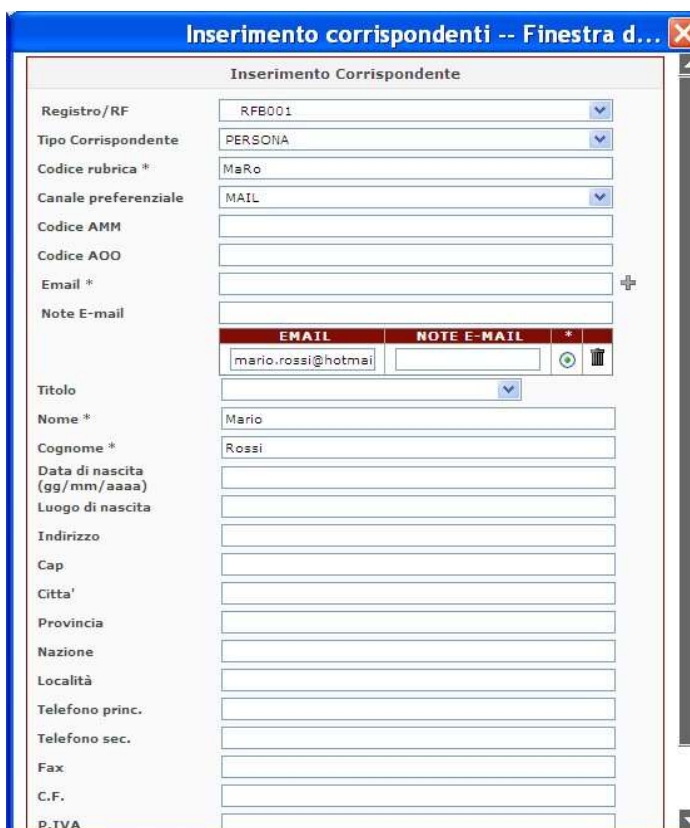 Inserimento corrispondenti -- Finestra d...
Inserimento Corrispondente
Registro/RF RFB001
Tipo Corrispondente PERSONA
Codice rubrica * MaRo
Canale preferenziale MAIL
Codice AMM
Codice AOO
Email *
Note E-mail
EMAIL NOTE E-MAIL *
mario.rossi@hotmai
Titolo
Nome * Mario
Cognome * Rossi
Data di nascita
(gg/mm/aaaa)
Luogo di nascita
Indirizzo
Cap
Citta'
Provincia
Nazione
Località
Telefono princ.
Telefono sec.
Fax
C.F.
P.IVA